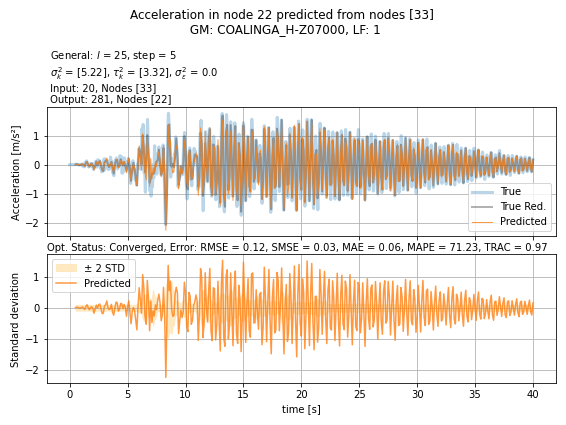 Acceleration in node 22 predicted from nodes [33]
GM: COALINGA_H-Z07000, LF: 1
General: l = 25, step = 5
σ²ₖ = [5.22], τ²ₖ = [3.32], σ²ε = 0.0
Input: 20, Nodes [33]
Output: 281, Nodes [22]
Acceleration [m/s²]
1
0
−1
−2
True
True Red.
Predicted
Opt. Status: Converged, Error: RMSE = 0.12, SMSE = 0.03, MAE = 0.06, MAPE = 71.23, TRAC = 0.97
Standard deviation
1
0
−1
−2
± 2 STD
Predicted
0 5 10 15 20 25 30 35 40
time [s]